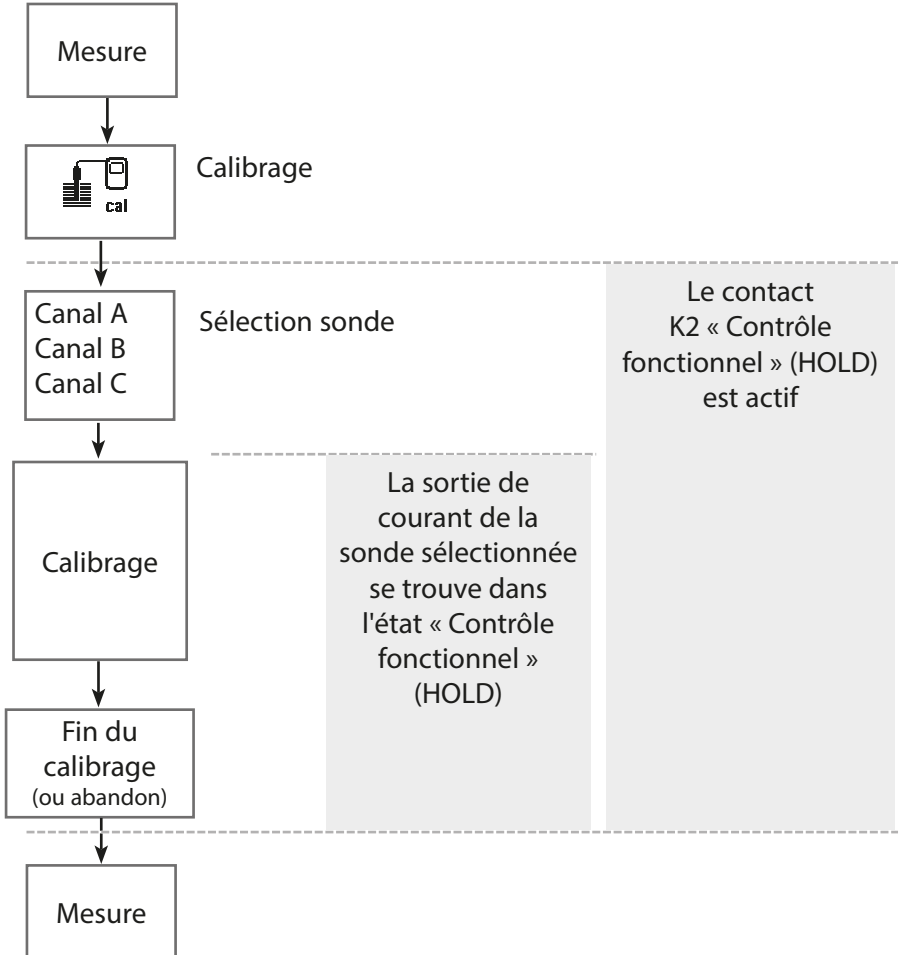 Mesure
cal
Calibrage
Canal A
Canal B
Canal C
Sélection sonde
Le contact
K2 « Contrôle
fonctionnel » (HOLD)
est actif
Calibrage
La sortie de
courant de la
sonde sélectionnée
se trouve dans
l'état « Contrôle
fonctionnel »
(HOLD)
Fin du
calibrage
(ou abandon)
Mesure